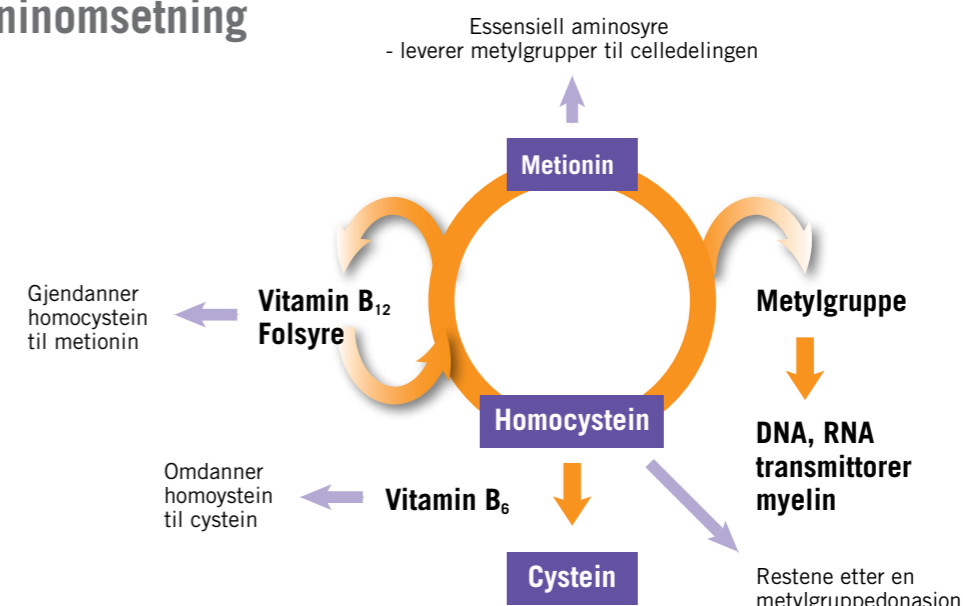 ninomsetning
Essensiell aminosyre
- leverer metylgrupper til celledelingen
Metionin
Gjendanner
homocystein
til metionin
Vitamin B₁₂
Folsyre
Metylgruppe
DNA, RNA
transmittorer
myelin
Homocystein
Omdanner
homoystein
til cystein
Vitamin B₆
Cystein
Restene etter en
metylgruppedonasjon